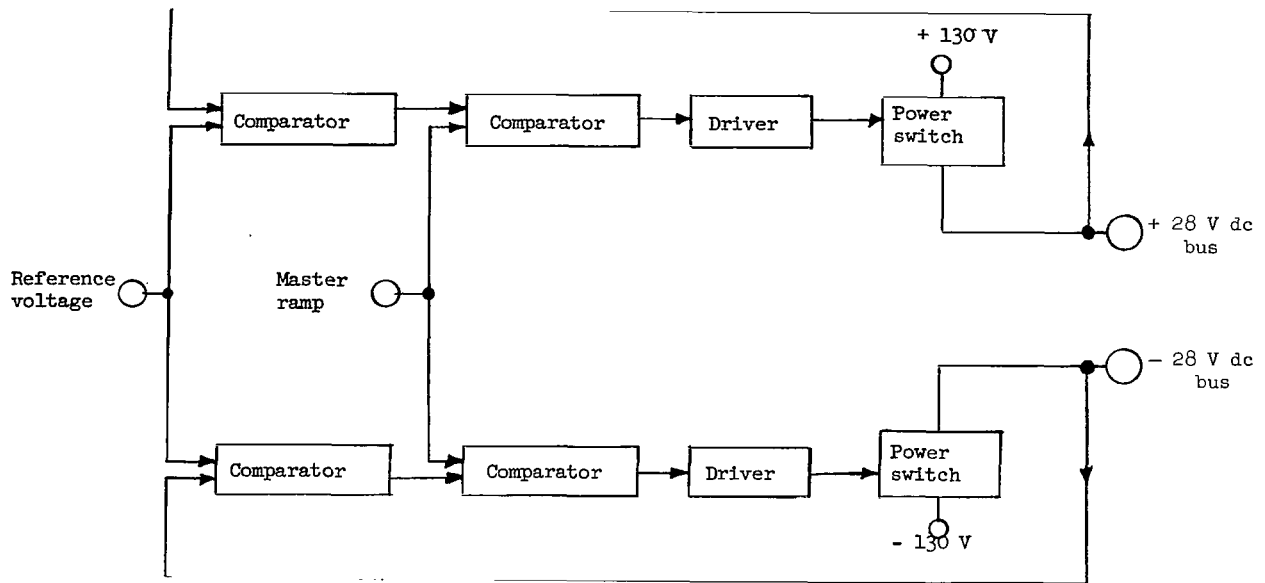 + 130 V
Comparator
Comparator
Driver
Power
switch
+ 28 V dc
bus
Reference
voltage
Master
ramp
- 28 V dc
bus
Comparator
Comparator
Driver
Power
switch
- 130 V